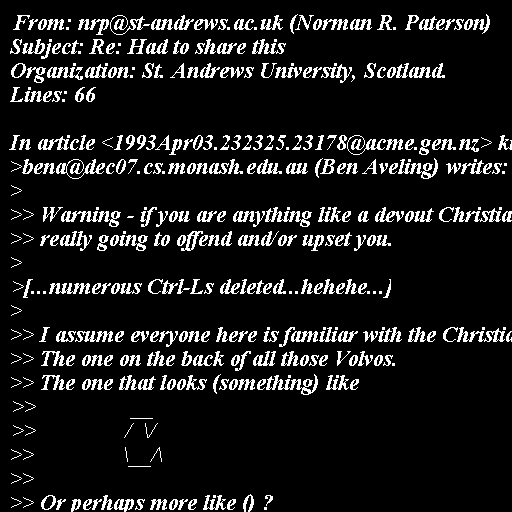 From: nrp@st-andrews.ac.uk (Norman R. Paterson)
Subject: Re: Had to share this
Organization: St. Andrews University, Scotland.
Lines: 66

In article <1993Apr03.232325.23178@acme.gen.nz> 
>bena@dec07.cs.monash.edu.au (Ben Aveling) writes:
>
>> Warning - if you are anything like a devout Christia
>> really going to offend and/or upset you.
>
>[...numerous Ctrl-Ls deleted...hehehe...]
>
>> I assume everyone here is familiar with the Christia
>> The one on the back of all those Volvos.
>> The one that looks (something) like
>>                __
>>               /  \/
>>               \__/\
>>
>> Or perhaps more like () ?